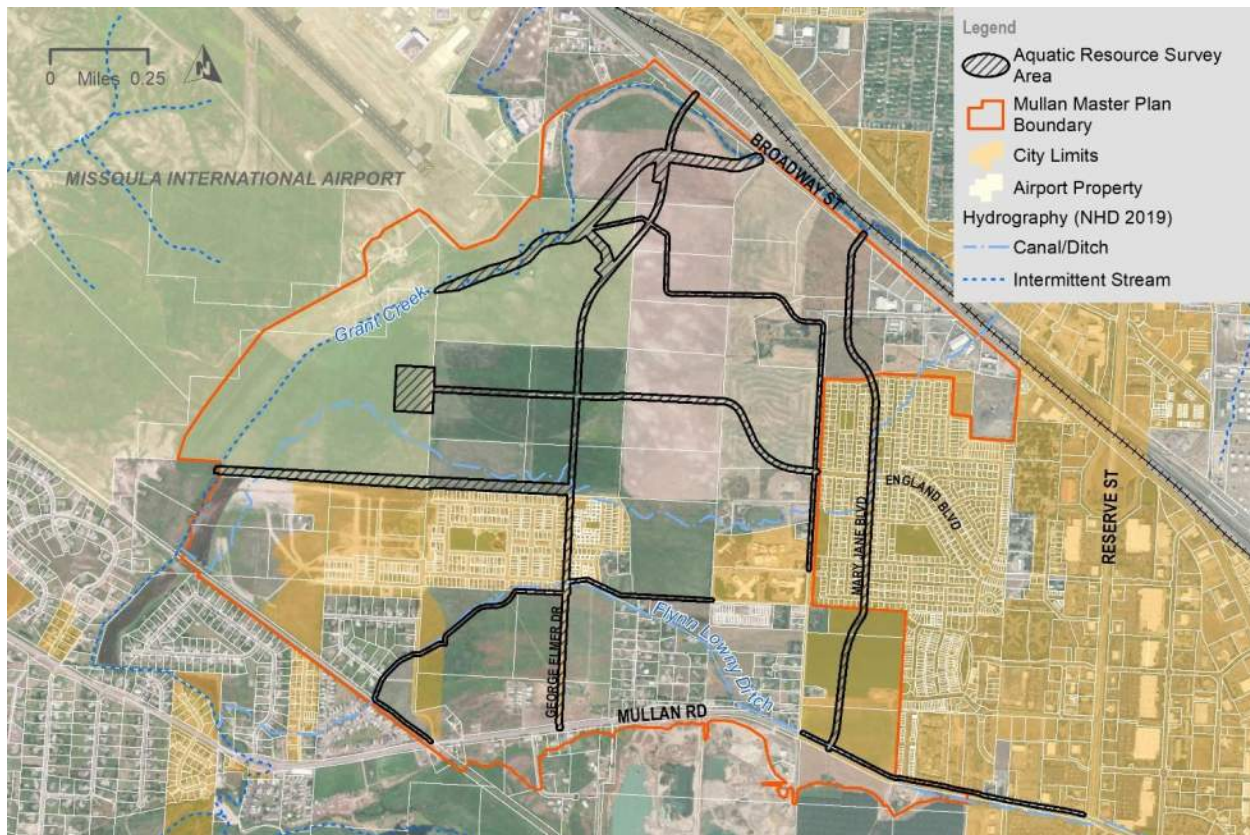 0 Miles 0.25
N
Legend
Aquatic Resource Survey
Area
Mullan Master Plan
Boundary
City Limits
Airport Property
Hydrography (NHD 2019)
Canal/Ditch
Intermittent Stream
MISSOULA INTERNATIONAL AIRPORT
BROADWAY ST
Grant Creek
ENGLAND BLVD
RESERVE ST
MARY JANE BLVD
Flynn Lowny Ditch
GEORGE ELMER DR
MULLAN RD